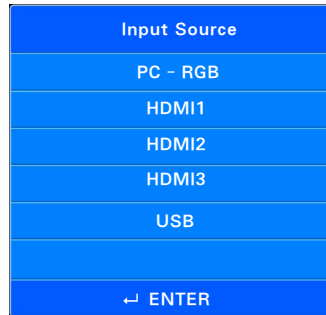 Input Source
PC - RGB
HDMI1
HDMI2
HDMI3
USB
↵ ENTER